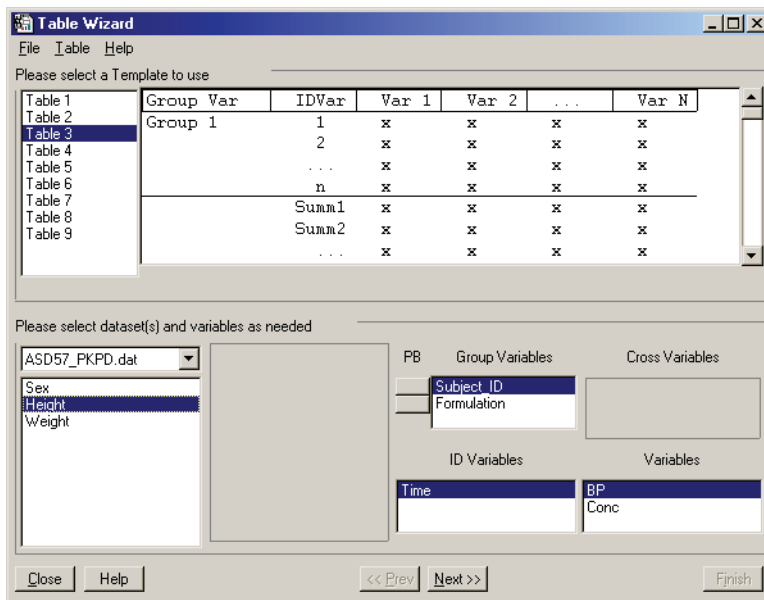 Table Wizard
File Table Help
Please select a Template to use
Table 1
Table 2
Table 3
Table 4
Table 5
Table 6
Table 7
Table 8
Table 9
Group Var IDVar Var 1 Var 2 ... Var N
Group 1 1 x x x x
2 x x x x
... x x x x
n x x x x
Summ1 x x x x
Summ2 x x x x
... x x x x
Please select dataset(s) and variables as needed
ASD57_PKPD.dat
Sex
Height
Weight
PB Group Variables Cross Variables
Subject_ID
Formulation
ID Variables Variables
Time BP
Conc
Close Help << Prev Next >> Finish